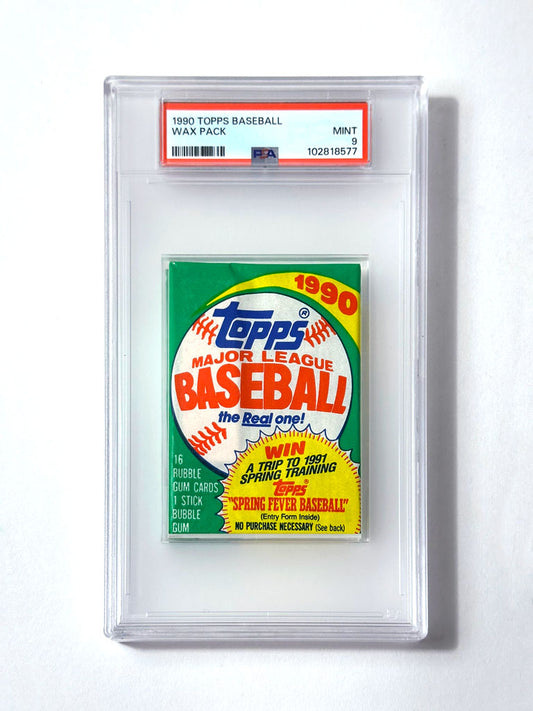 1990 TOPPS BASEBALL
WAX PACK
MINT
9
PSA
102818577
1990
Topps®
MAJOR LEAGUE
BASEBALL
the Real one!
16
BUBBLE
GUM CARDS
1 STICK
BUBBLE
GUM
WIN
A TRIP TO 1991
SPRING TRAINING
Topps
"SPRING FEVER BASEBALL"
(Entry Form Inside)
NO PURCHASE NECESSARY (See back)